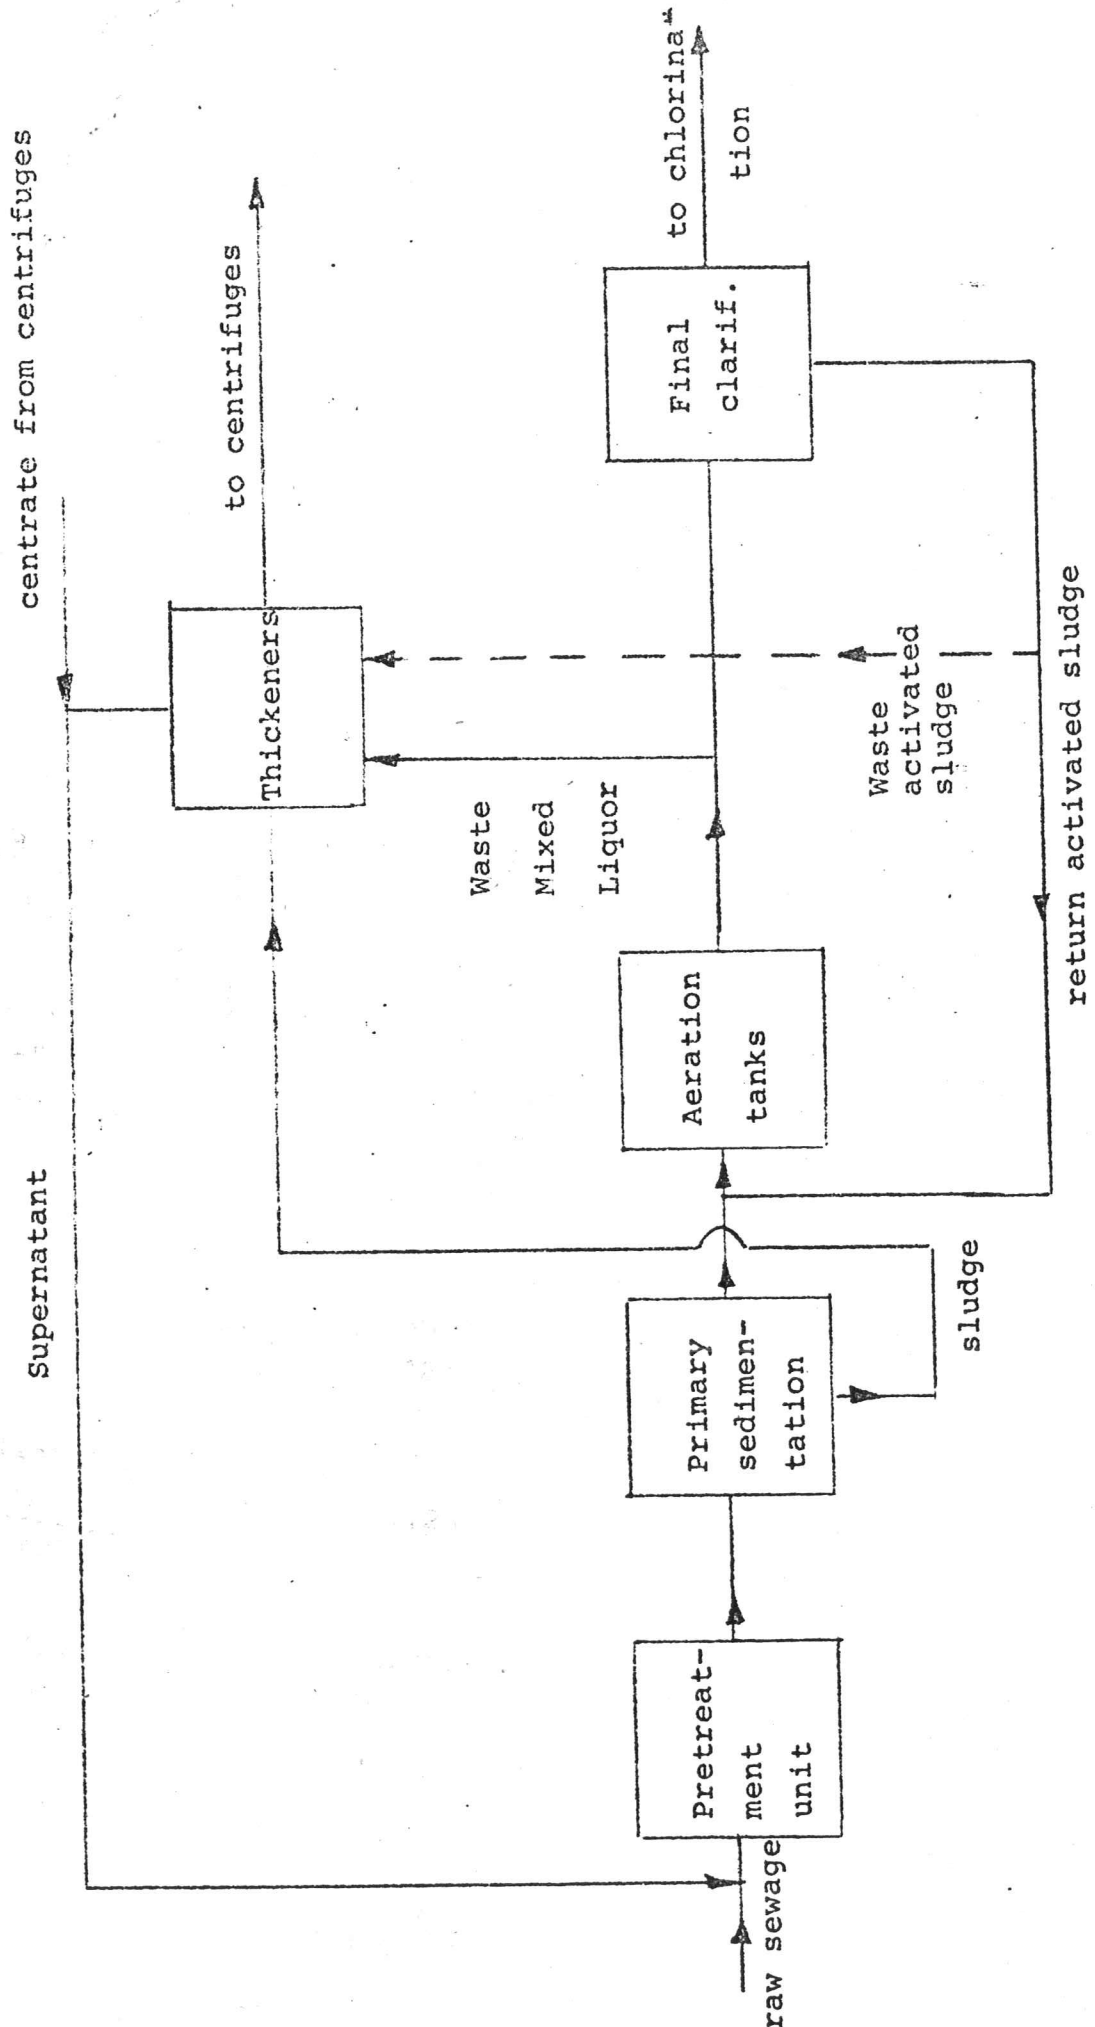 centrate from centrifuges
Supernatant
to centrifuges
Thickeners
Waste
Mixed
Liquor
to chlorina-
tion
raw sewage
Pretreat-
ment
unit
Primary
sedimen-
tation
sludge
Aeration
tanks
Final
clarif.
Waste
activated
sludge
return activated sludge